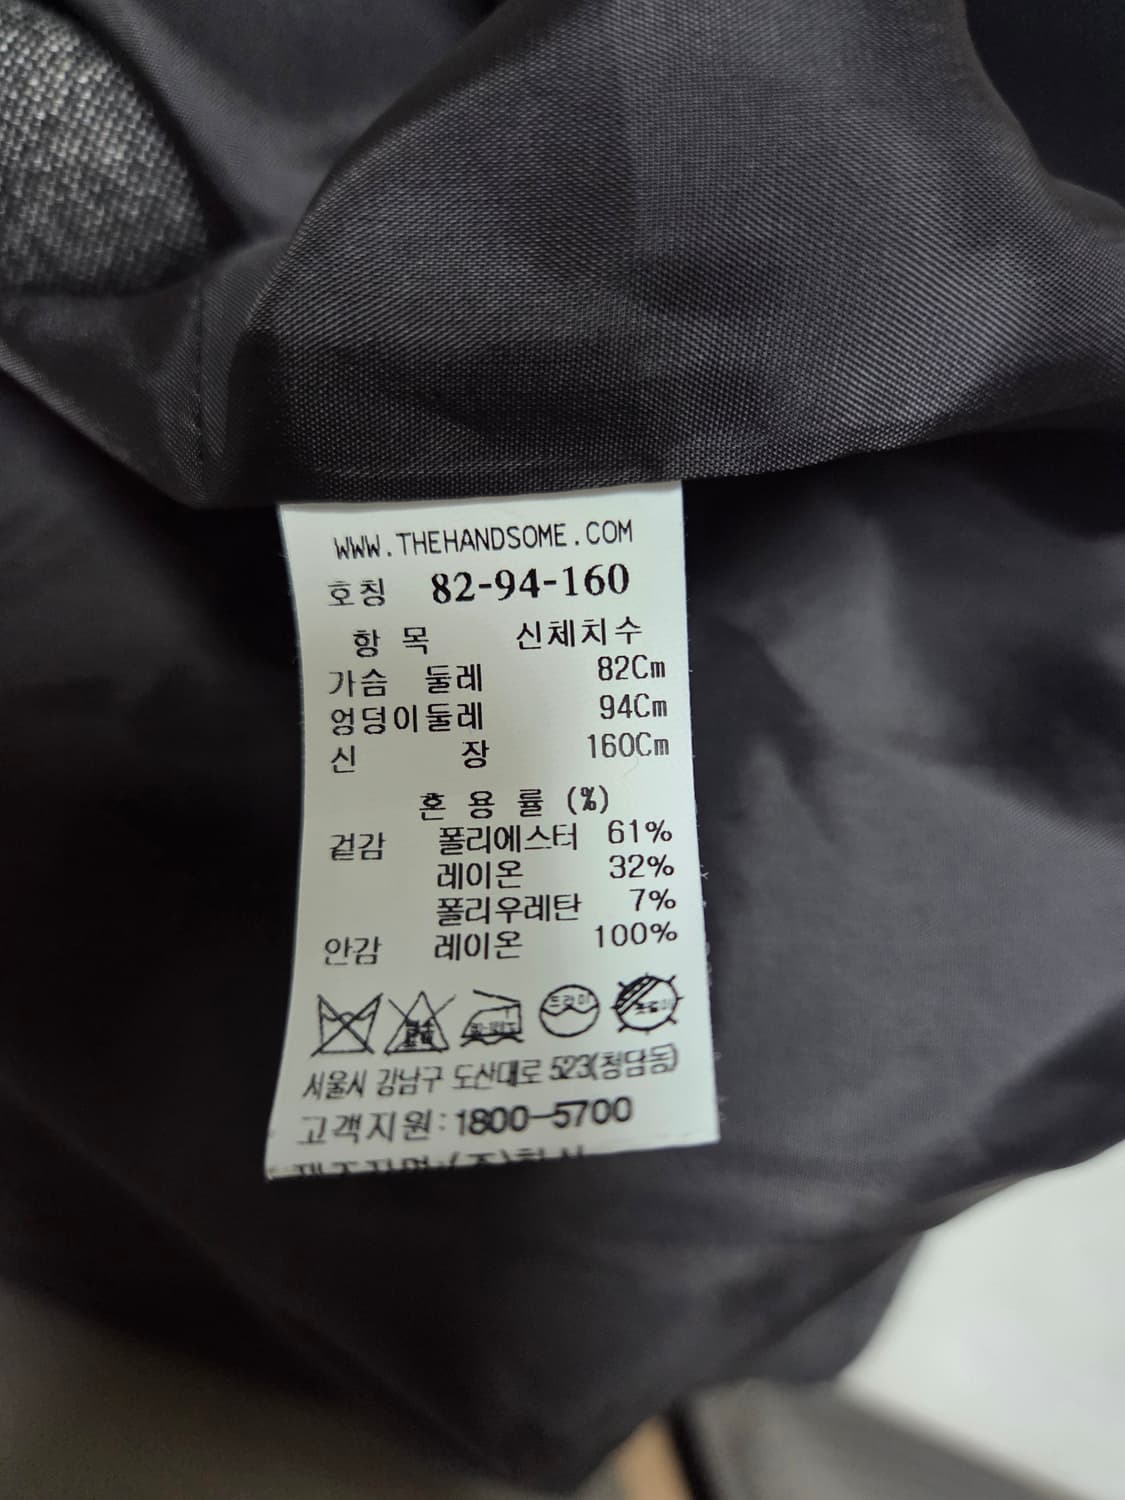 WWW.THEHANDSOME.COM
호칭 82-94-160
항 목 신체치수
가슴 둘레 82Cm
엉덩이둘레 94Cm
신 장 160Cm
혼 용 률 (%)
겉감 폴리에스터 61%
레이온 32%
폴리우레탄 7%
안감 레이온 100%
드라이
서울시 강남구 도산대로 523(청담동)
고객지원:1800-5700